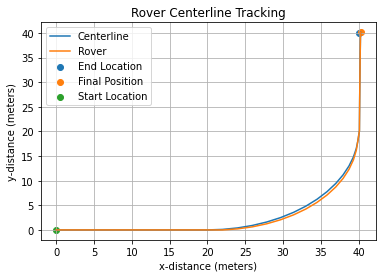 Rover Centerline Tracking
Centerline
Rover
End Location
Final Position
Start Location
y-distance (meters)
40
35
30
25
20
15
10
5
0
0 5 10 15 20 25 30 35 40
x-distance (meters)